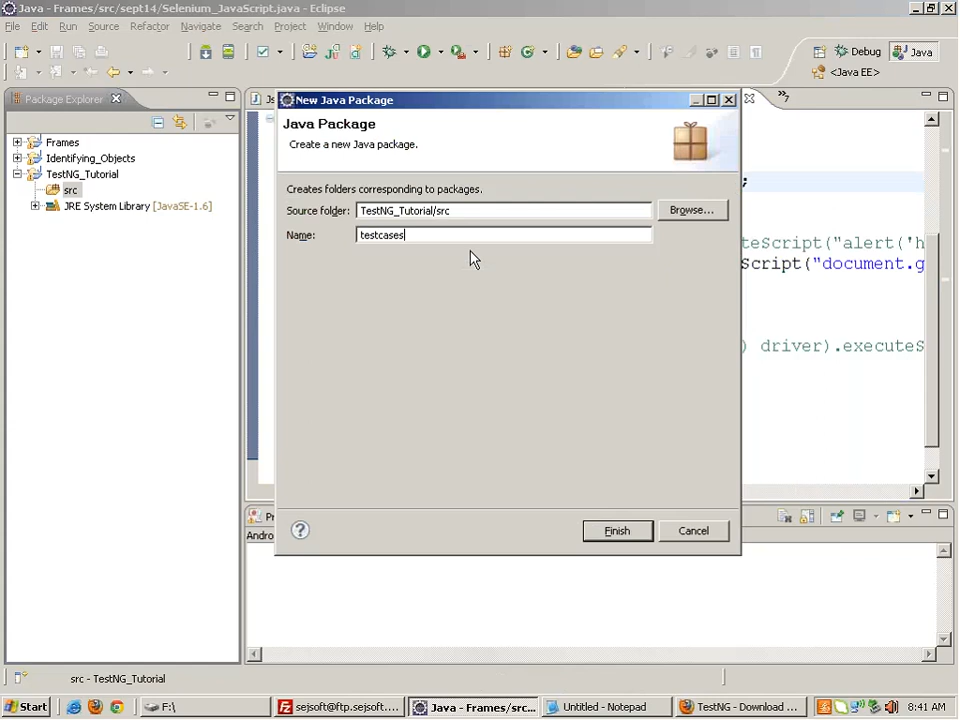 Java - Frames/src/sept14/Selenium_JavaScript.java - Eclipse
File Edit Run Source Refactor Navigate Search Project Window Help
Debug Java
<Java EE>
Package Explorer
7
Frames
Identifying_Objects
TestNG_Tutorial
src
JRE System Library [JavaSE-1.6]
New Java Package
Java Package
Create a new Java package.
Creates folders corresponding to packages.
Source folder: TestNG_Tutorial/src Browse...
Name: testcases
;
teScript("alert('h
Script("document.g
) driver).executeS
Finish Cancel
Pr
Andro
src - TestNG_Tutorial
Start F:\ sejsoft@ftp.sejsoft... Java - Frames/src... Untitled - Notepad TestNG - Download ... 8:41 AM